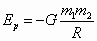 E_p = -G \frac{m_1 m_2}{R}